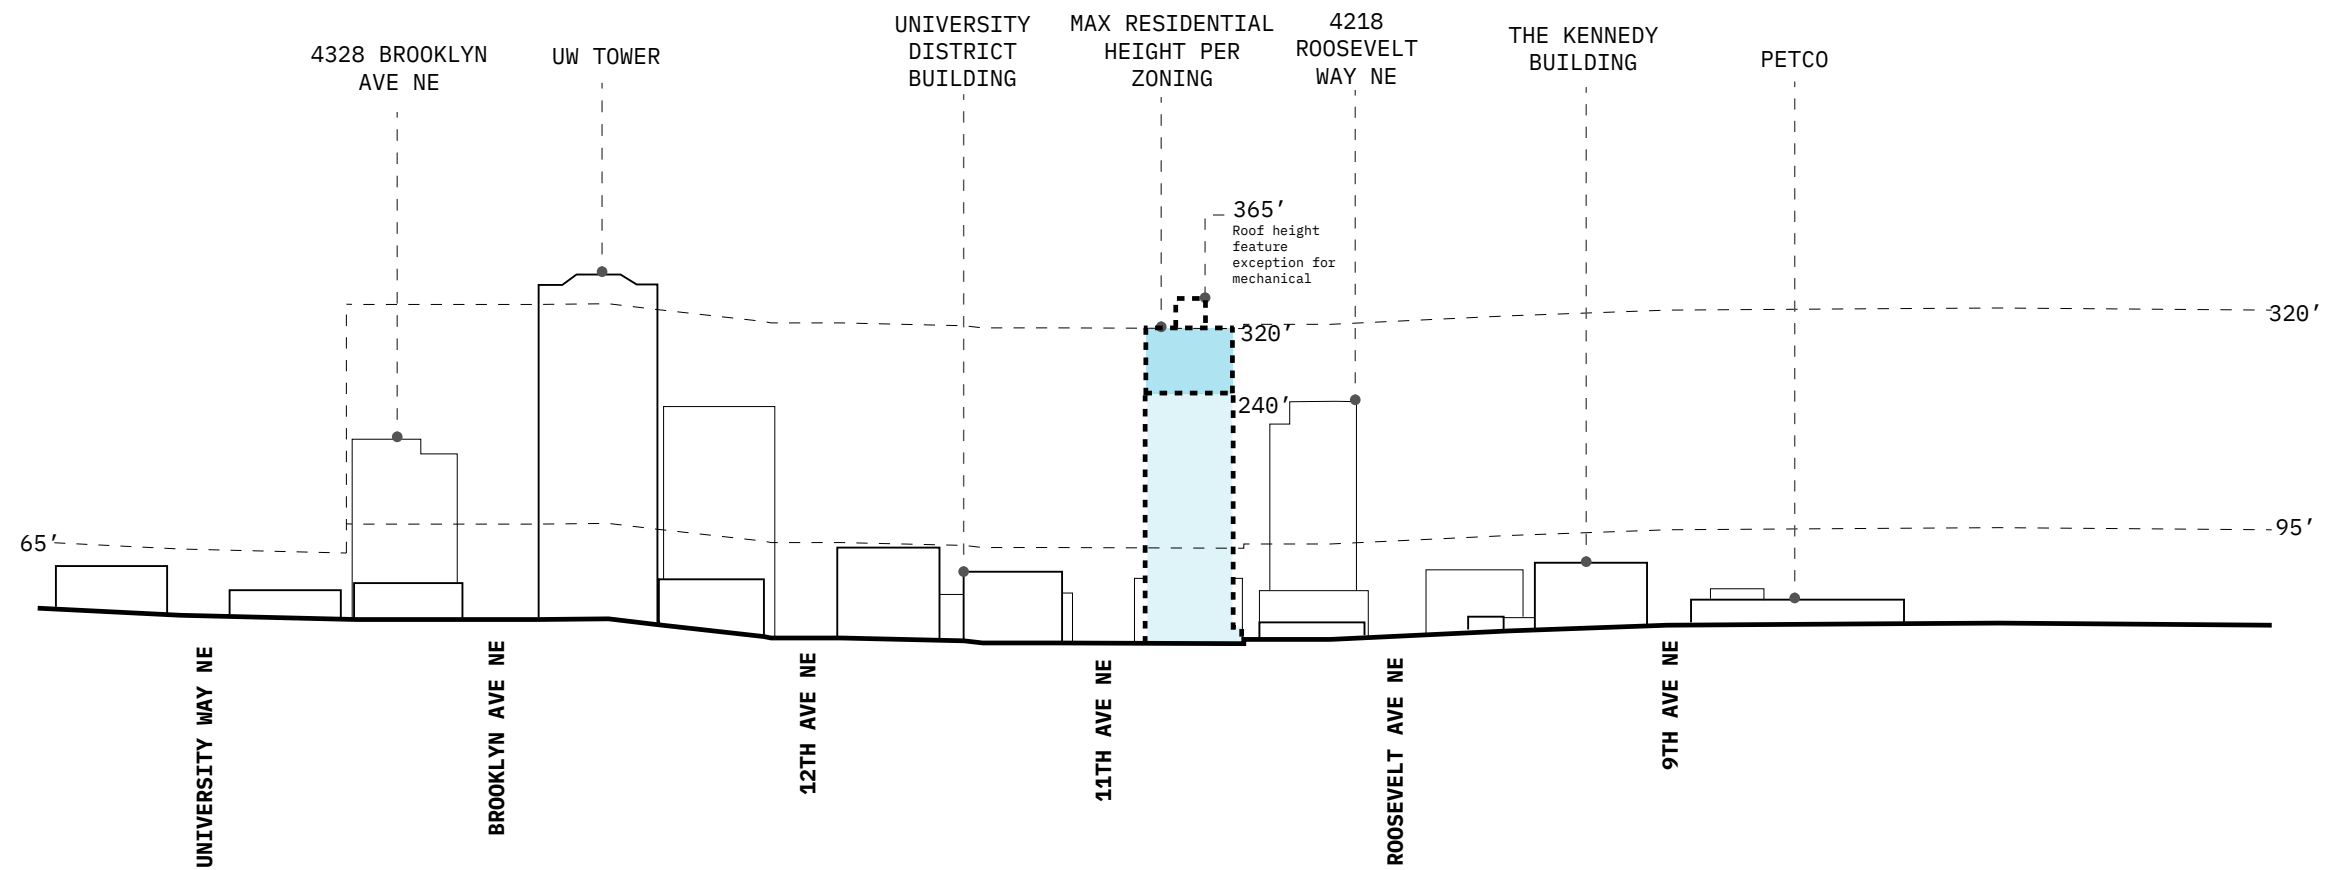 4328 BROOKLYN
AVE NE
UW TOWER
UNIVERSITY
DISTRICT
BUILDING
MAX RESIDENTIAL
HEIGHT PER
ZONING
4218
ROOSEVELT
WAY NE
THE KENNEDY
BUILDING
PETCO
365’
Roof height
feature
exception for
mechanical
320’
320’
240’
65’
95’
UNIVERSITY WAY NE
BROOKLYN AVE NE
12TH AVE NE
11TH AVE NE
ROOSEVELT AVE NE
9TH AVE NE